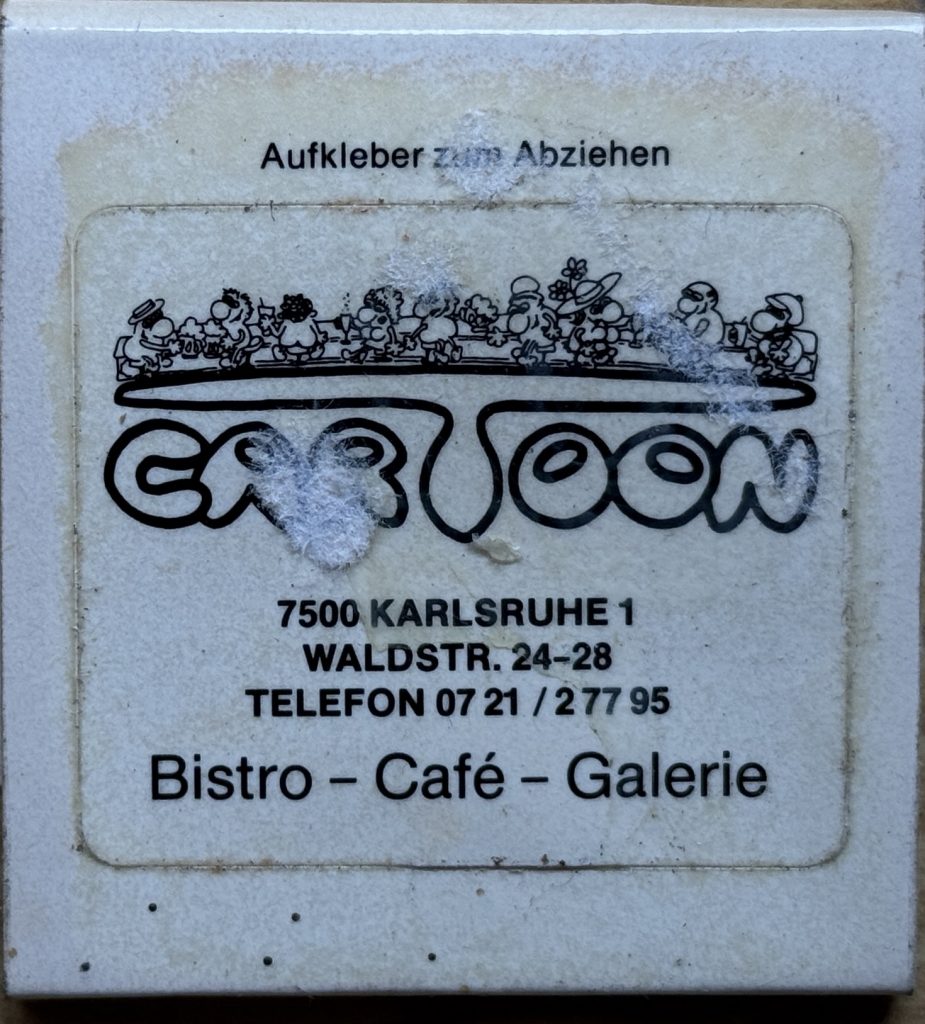 Aufkleber zum Abziehen
CARTOON
7500 KARLSRUHE 1
WALDSTR. 24–28
TELEFON 07 21 / 2 77 95
Bistro – Café – Galerie